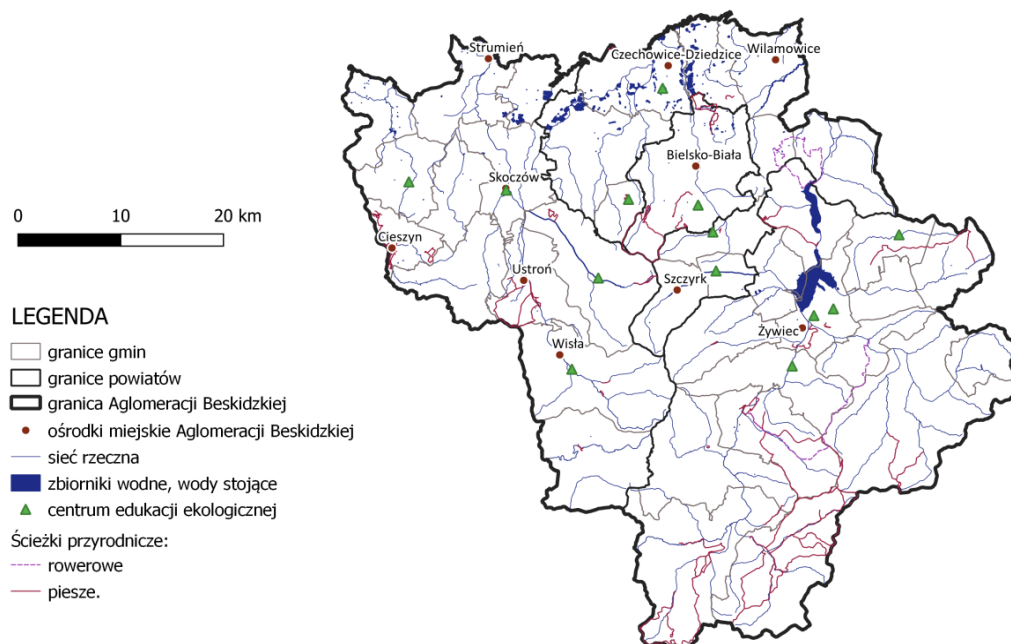 Strumień
Czechowice-Dziedzice
Wilamowice
Bielsko-Biała
Skoczów
0 10 20 km
Cieszyn
Ustroń
Szczyrk
Żywiec
Wisła
LEGENDA
granice gmin
granice powiatów
granica Aglomeracji Beskidzkiej
ośrodki miejskie Aglomeracji Beskidzkiej
sieć rzeczna
zbiorniki wodne, wody stojące
centrum edukacji ekologicznej
Ścieżki przyrodnicze:
rowerowe
piesze.